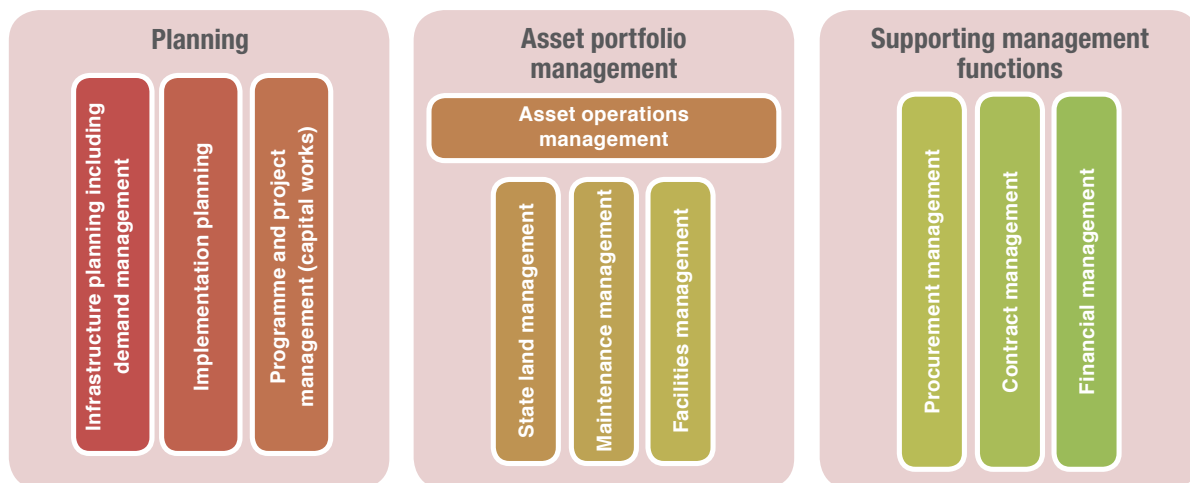 Planning
Infrastructure planning including
demand management
Implementation planning
Programme and project
management (capital works)
Asset portfolio
management
Asset operations
management
State land management
Maintenance management
Facilities management
Supporting management
functions
Procurement management
Contract management
Financial management